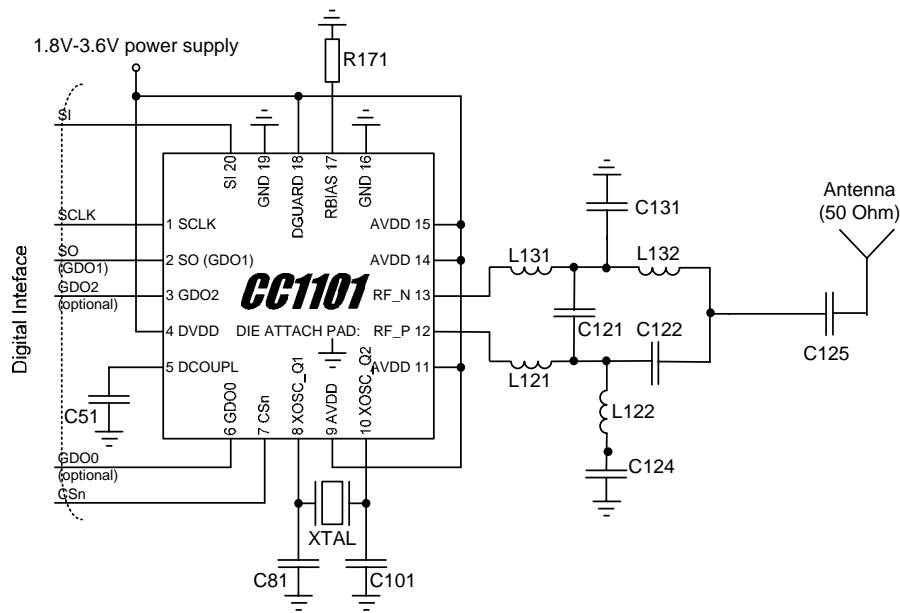 1.8V-3.6V power supply
R171
SI
SI 20
GND 19
DGUARD 18
RBIAS 17
GND 16
Antenna
(50 Ohm)
C131
SCLK
1 SCLK
AVDD 15
L131
L132
SO
(GDO1)
2 SO (GDO1)
AVDD 14
GDO2
(optional)
3 GDO2
CC1101
RF_N 13
C121
C122
C125
4 DVDD
DIE ATTACH PAD:
RF_P 12
5 DCOUPL
AVDD 11
L121
L122
C51
6 GDO0
7 CSn
8 XOSC_Q1
9 AVDD
10 XOSC_Q2
C124
GDO0
(optional)
CSn
XTAL
C81
C101
Digital Inteface